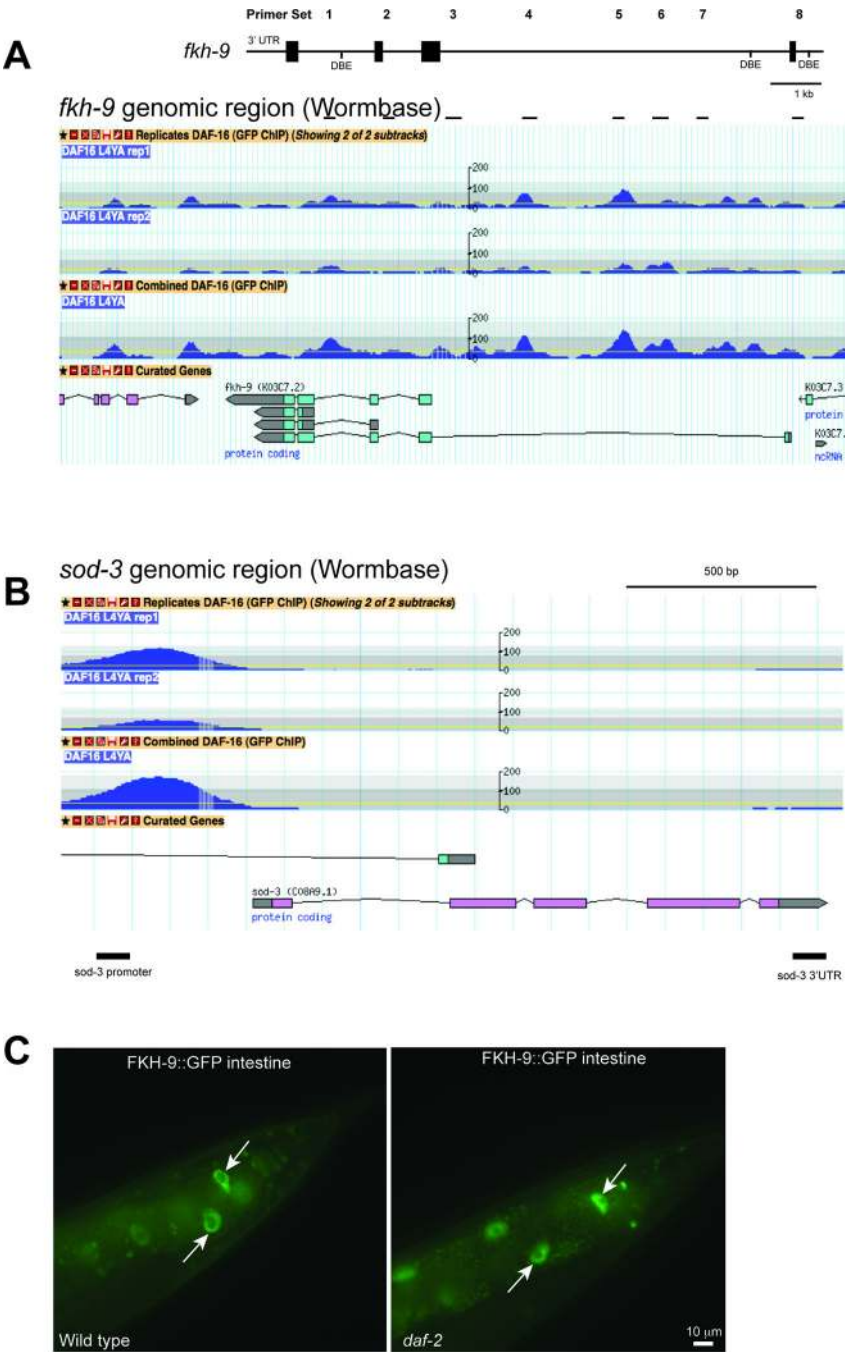 Primer Set 1 2 3 4 5 6 7 8
A
fkh-9
3' UTR
DBE
DBE
DBE
1 kb
fkh-9 genomic region (Wormbase)
Replicates DAF-16 (GFP ChIP) (Showing 2 of 2 subtracks)
DAF16 L4YA rep1
200
100
0
DAF16 L4YA rep2
200
100
0
Combined DAF-16 (GFP ChIP)
DAF16 L4YA
200
100
0
Curated Genes
fkh-9 (K03C7.2)
K03C7.3
protein
K03C7.
protein coding
ncRNA
B
sod-3 genomic region (Wormbase)
500 bp
Replicates DAF-16 (GFP ChIP) (Showing 2 of 2 subtracks)
DAF16 L4YA rep1
200
100
0
DAF16 L4YA rep2
200
100
0
Combined DAF-16 (GFP ChIP)
DAF16 L4YA
200
100
0
Curated Genes
sod-3 (C08A9.1)
protein coding
sod-3 promoter
sod-3 3'UTR
C
FKH-9::GFP intestine
FKH-9::GFP intestine
Wild type
daf-2
10 μm